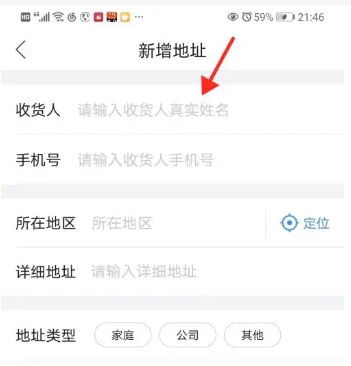 HD 4G 59% 21:46
新增地址
收货人 请输入收货人真实姓名
手机号 请输入收货人手机号
所在地区 所在地区 定位
详细地址 请输入详细地址
地址类型 家庭 公司 其他